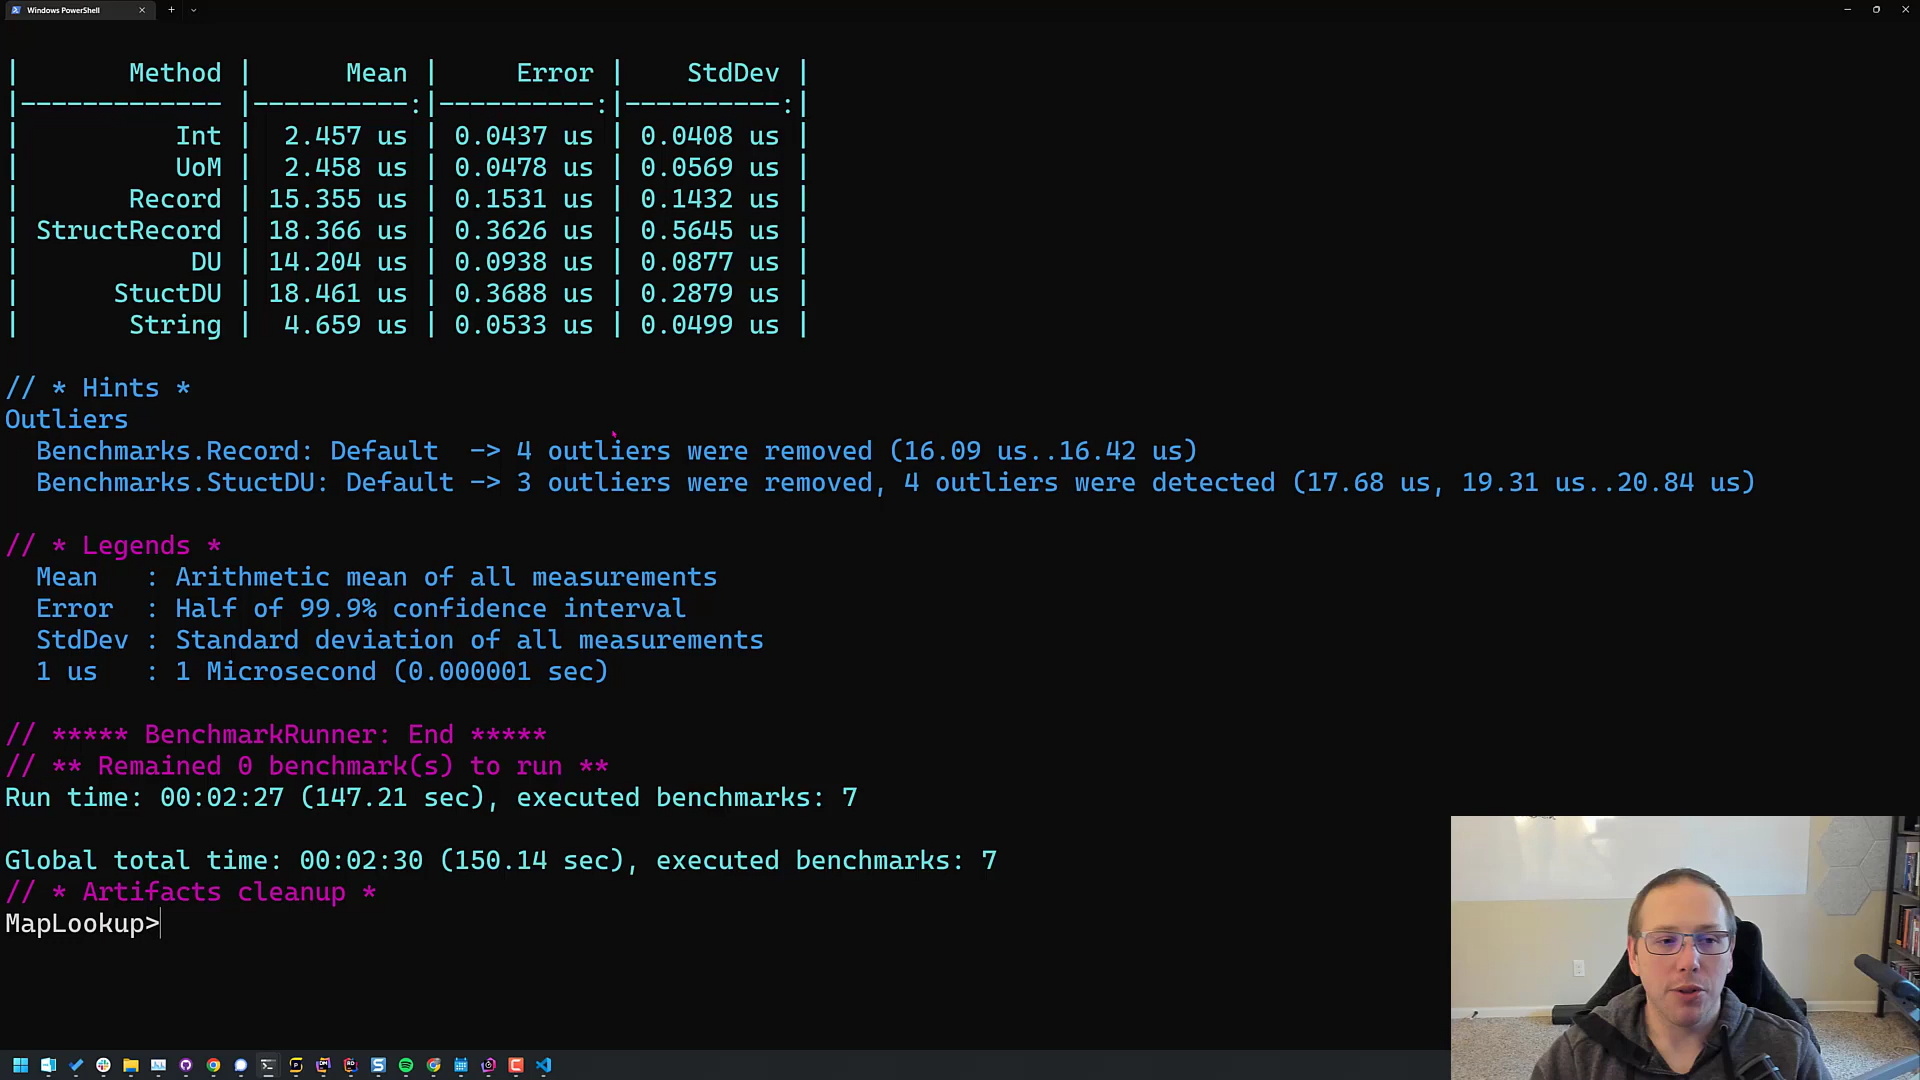 Windows PowerShell
| Method | Mean | Error | StdDev |
|------------- |----------:|----------:|----------:|
| Int | 2.457 us | 0.0437 us | 0.0408 us |
| UoM | 2.458 us | 0.0478 us | 0.0569 us |
| Record | 15.355 us | 0.1531 us | 0.1432 us |
| StructRecord | 18.366 us | 0.3626 us | 0.5645 us |
| DU | 14.204 us | 0.0938 us | 0.0877 us |
| StuctDU | 18.461 us | 0.3688 us | 0.2879 us |
| String | 4.659 us | 0.0533 us | 0.0499 us |
// * Hints *
Outliers
Benchmarks.Record: Default -> 4 outliers were removed (16.09 us..16.42 us)
Benchmarks.StuctDU: Default -> 3 outliers were removed, 4 outliers were detected (17.68 us, 19.31 us..20.84 us)
// * Legends *
Mean : Arithmetic mean of all measurements
Error : Half of 99.9% confidence interval
StdDev : Standard deviation of all measurements
1 us : 1 Microsecond (0.000001 sec)
// ***** BenchmarkRunner: End *****
// ** Remained 0 benchmark(s) to run **
Run time: 00:02:27 (147.21 sec), executed benchmarks: 7
Global total time: 00:02:30 (150.14 sec), executed benchmarks: 7
// * Artifacts cleanup *
MapLookup>